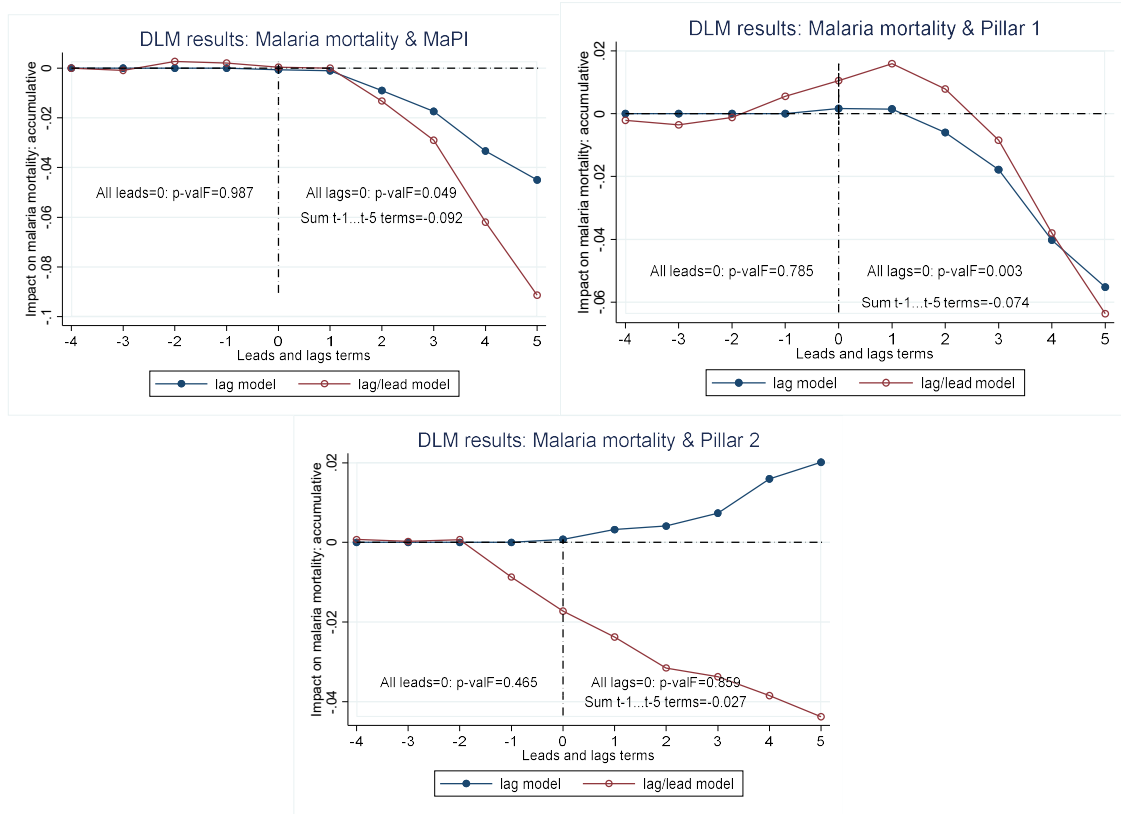 DLM results: Malaria mortality & MaPI
Impact on malaria mortality: accumulative
0
-.02
-.04
-.06
-.08
-.1
All leads=0: p-valF=0.987
All lags=0: p-valF=0.049
Sum t-1...t-5 terms=-0.092
-4 -3 -2 -1 0 1 2 3 4 5
Leads and lags terms
lag model
lag/lead model
DLM results: Malaria mortality & Pillar 1
Impact on malaria mortality: accumulative
.02
0
-.02
-.04
-.06
All leads=0: p-valF=0.785
All lags=0: p-valF=0.003
Sum t-1...t-5 terms=-0.074
-4 -3 -2 -1 0 1 2 3 4 5
Leads and lags terms
lag model
lag/lead model
DLM results: Malaria mortality & Pillar 2
Impact on malaria mortality: accumulative
.02
0
-.02
-.04
All leads=0: p-valF=0.465
All lags=0: p-valF=0.859
Sum t-1...t-5 terms=-0.027
-4 -3 -2 -1 0 1 2 3 4 5
Leads and lags terms
lag model
lag/lead model